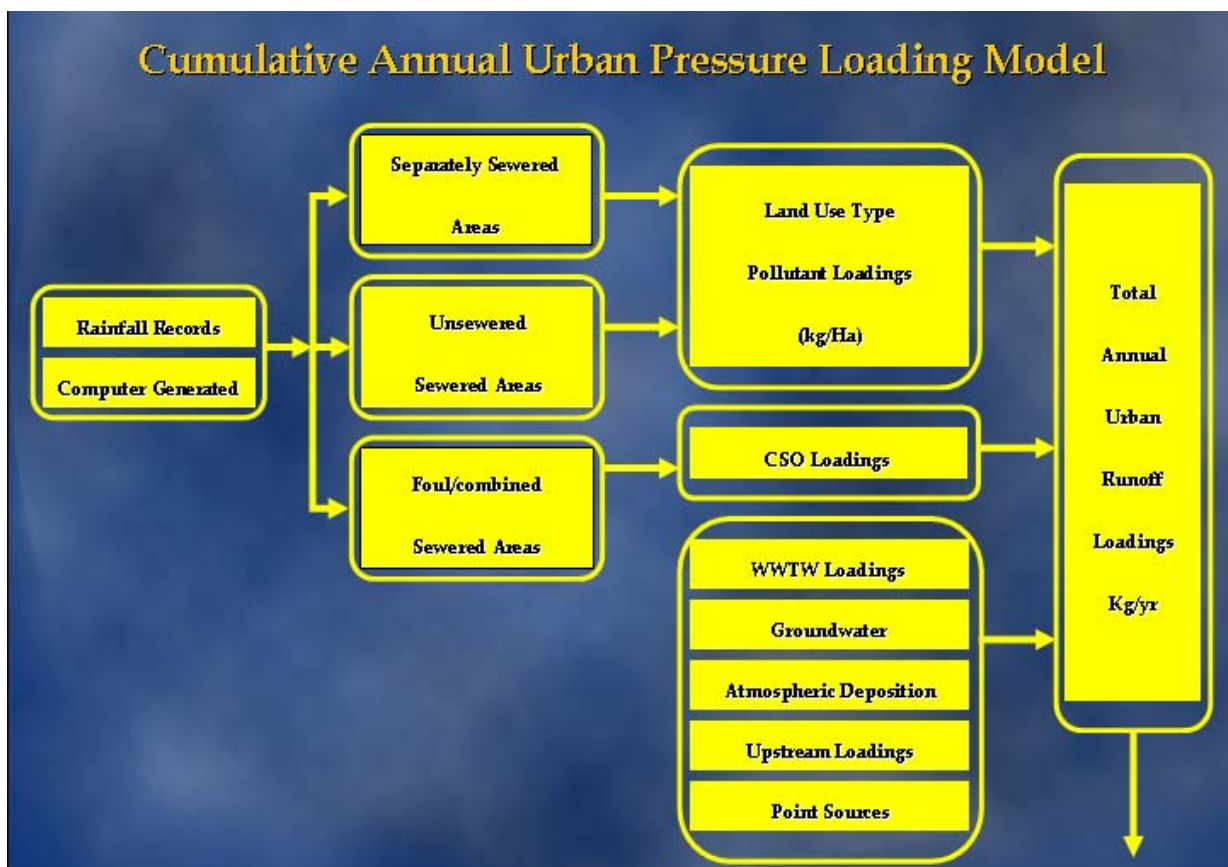 Cumulative Annual Urban Pressure Loading Model
Rainfall Records
Computer Generated
Separately Sewered
Areas
Unsewered
Sewered Areas
Foul/combined
Sewered Areas
Land Use Type
Pollutant Loadings
(kg/Ha)
CSO Loadings
WWTW Loadings
Groundwater
Atmospheric Deposition
Upstream Loadings
Point Sources
Total
Annual
Urban
Runoff
Loadings
Kg/yr